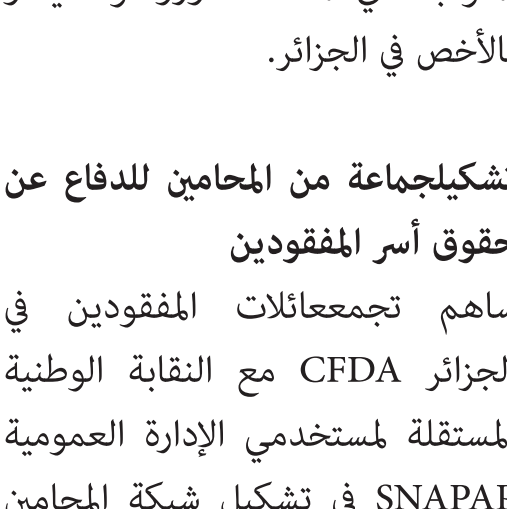 بالأخص في الجزائر.
تشكيلجماعة من المحامين للدفاع عن
حقوق أسر المفقودين
ساهم تجمععائلات المفقودين في
الجزائر CFDA مع النقابة الوطنية
المستقلة لمستخدمي الإدارة العمومية
SNAPAP في تشكيل شبكة المحامين